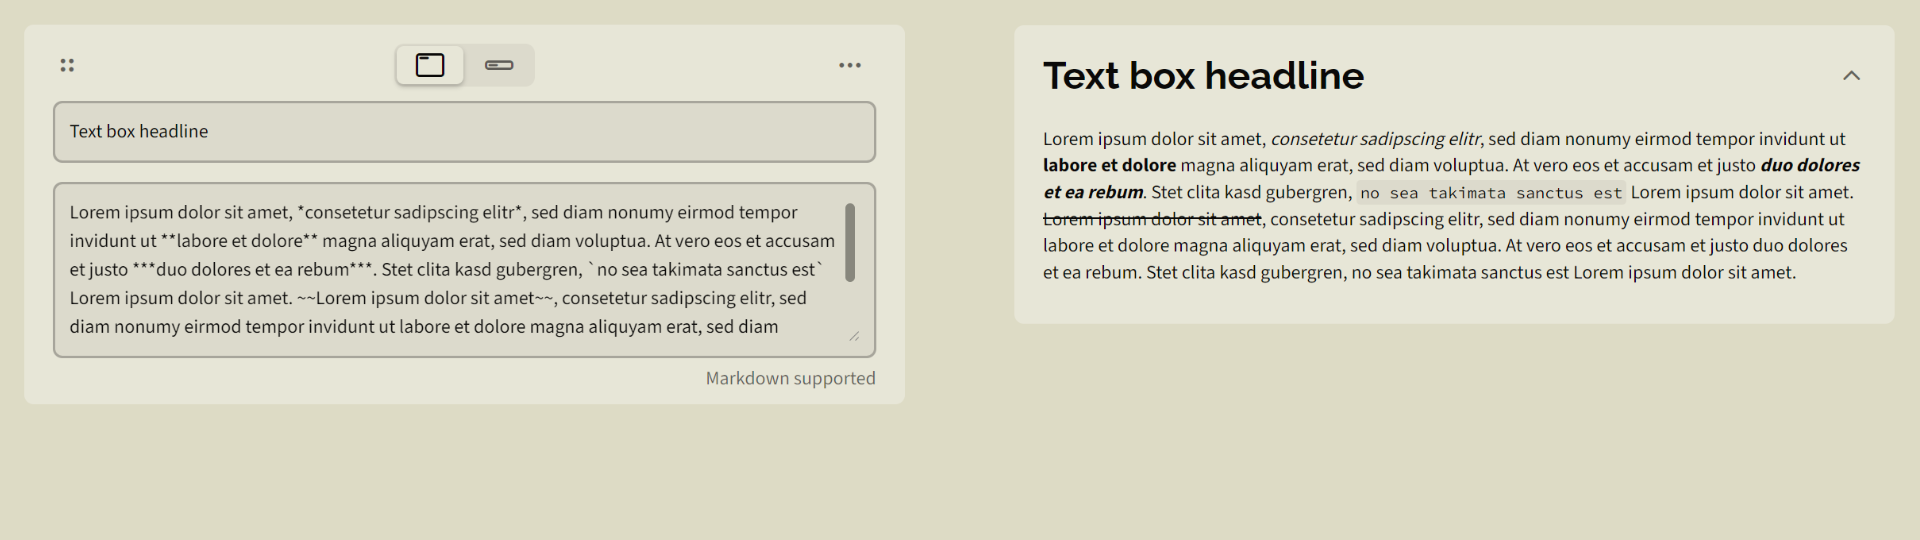 Text box headline
Lorem ipsum dolor sit amet, *consetetur sadipscing elitr*, sed diam nonumy eirmod tempor
invidunt ut **labore et dolore** magna aliquyam erat, sed diam voluptua. At vero eos et accusam
et justo ***duo dolores et ea rebum***. Stet clita kasd gubergren, `no sea takimata sanctus est`
Lorem ipsum dolor sit amet. ~~Lorem ipsum dolor sit amet~~, consetetur sadipscing elitr, sed
diam nonumy eirmod tempor invidunt ut labore et dolore magna aliquyam erat, sed diam
Markdown supported
Text box headline
Lorem ipsum dolor sit amet, consetetur sadipscing elitr, sed diam nonumy eirmod tempor invidunt ut
labore et dolore magna aliquyam erat, sed diam voluptua. At vero eos et accusam et justo duo dolores
et ea rebum. Stet clita kasd gubergren, no sea takimata sanctus est Lorem ipsum dolor sit amet.
Lorem ipsum dolor sit amet, consetetur sadipscing elitr, sed diam nonumy eirmod tempor invidunt ut
labore et dolore magna aliquyam erat, sed diam voluptua. At vero eos et accusam et justo duo dolores
et ea rebum. Stet clita kasd gubergren, no sea takimata sanctus est Lorem ipsum dolor sit amet.